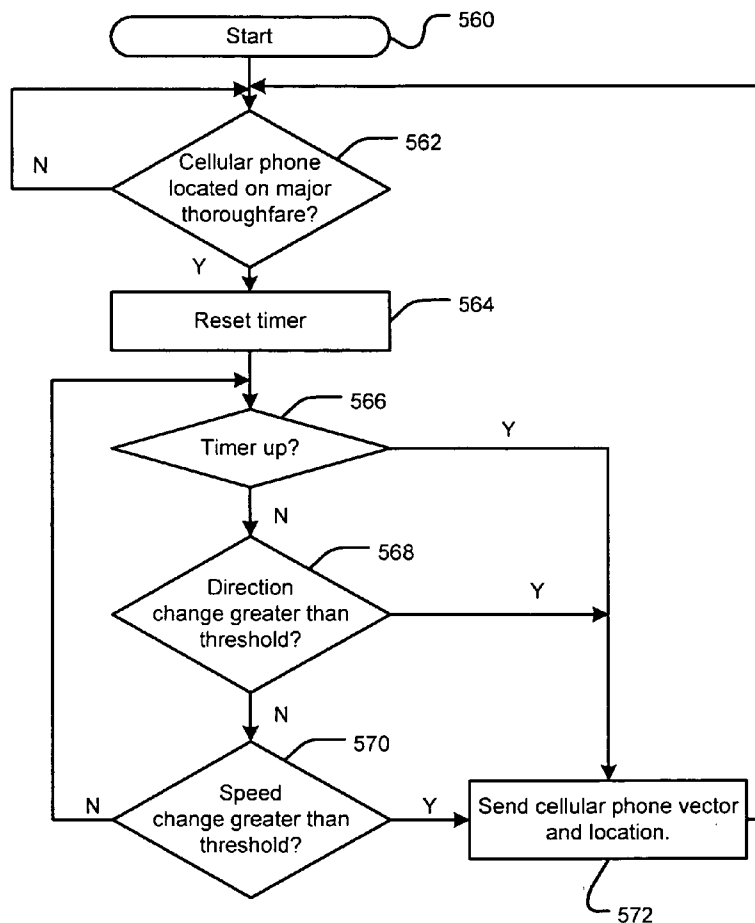 Start
560
Cellular phone
located on major
thoroughfare?
562
N
Y
Reset timer
564
566
Timer up?
Y
N
568
Direction
change greater than
threshold?
Y
N
570
Speed
change greater than
threshold?
N
Y
Send cellular phone vector
and location.
572